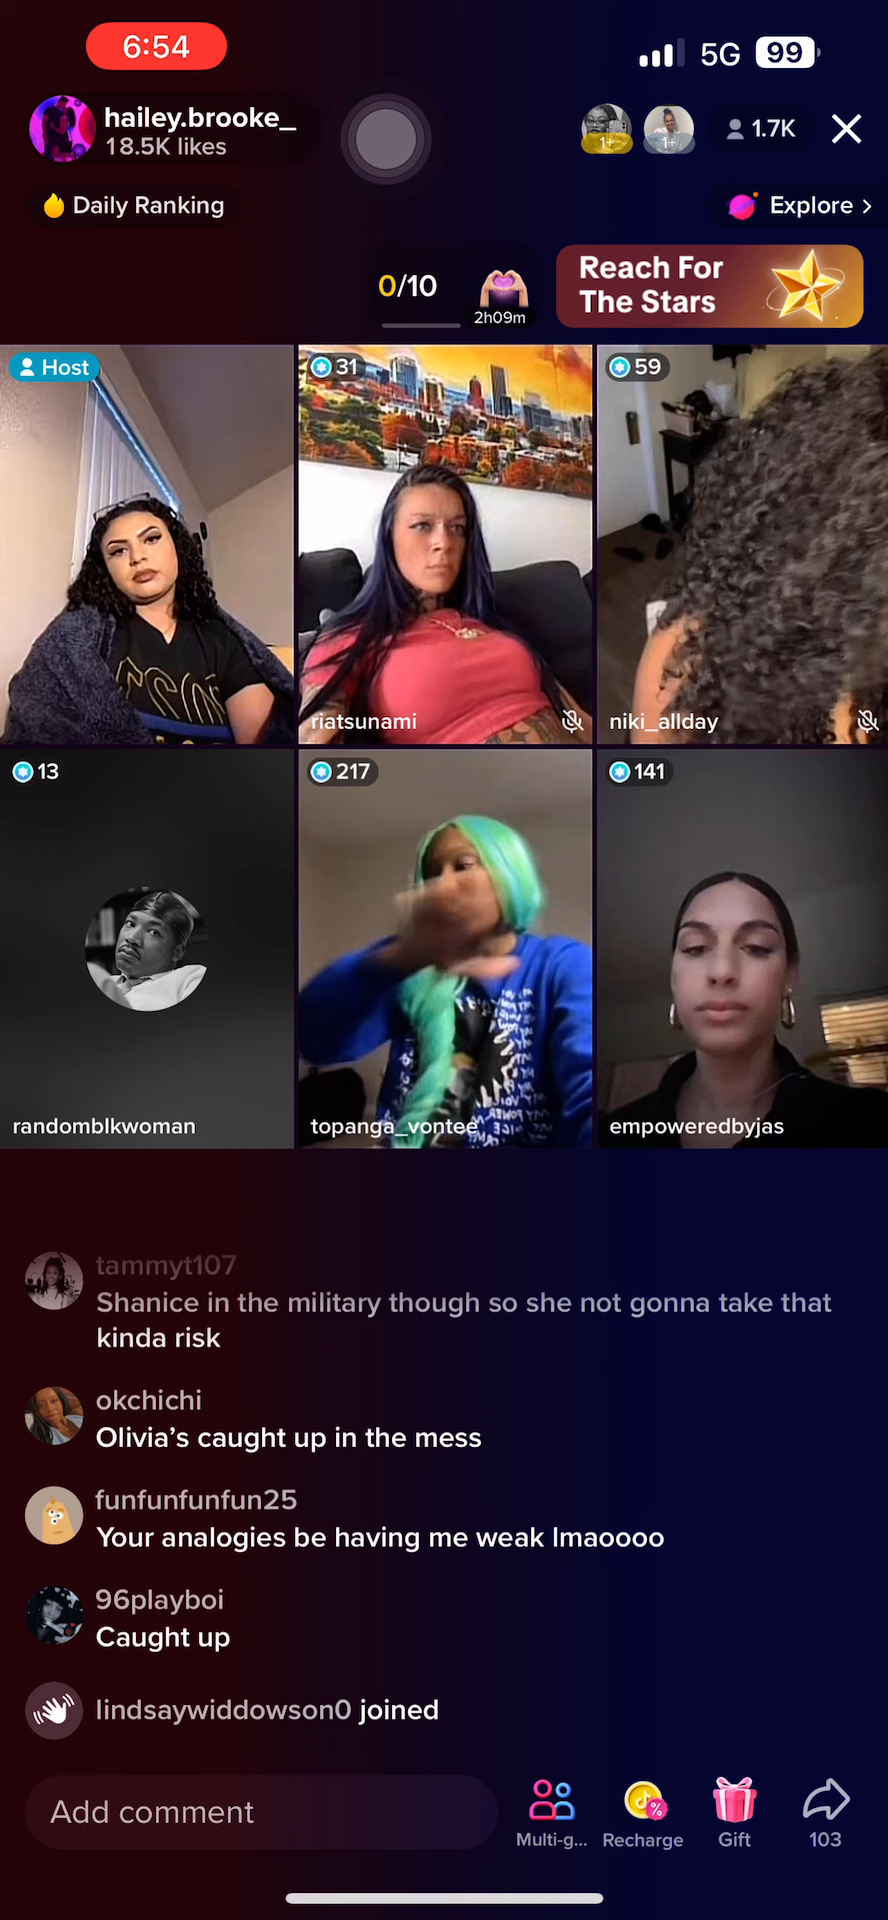 6:54
5G 99
hailey.brooke_
18.5K likes
1+
1+
1.7K
Daily Ranking
Explore >
0/10
2h09m
Reach For
The Stars
Host
31
59
riatsunami
niki_allday
13
217
141
randomblkwoman
topanga_vontee
empoweredbyjas
tammyt107
Shanice in the military though so she not gonna take that
kinda risk
okchichi
Olivia’s caught up in the mess
funfunfunfun25
Your analogies be having me weak lmaoooo
96playboi
Caught up
lindsaywiddowson0 joined
Add comment
Multi-g...
Recharge
Gift
103